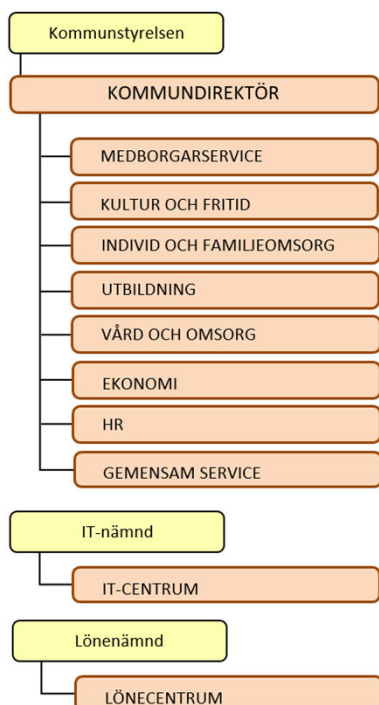 Kommunstyrelsen
KOMMUNDIREKTÖR
MEDBORGARSERVICE
KULTUR OCH FRITID
INDIVID OCH FAMILJEOMSORG
UTBILDNING
VÅRD OCH OMSORG
EKONOMI
HR
GEMENSAM SERVICE
IT-nämnd
IT-CENTRUM
Lönenämnd
LÖNECENTRUM